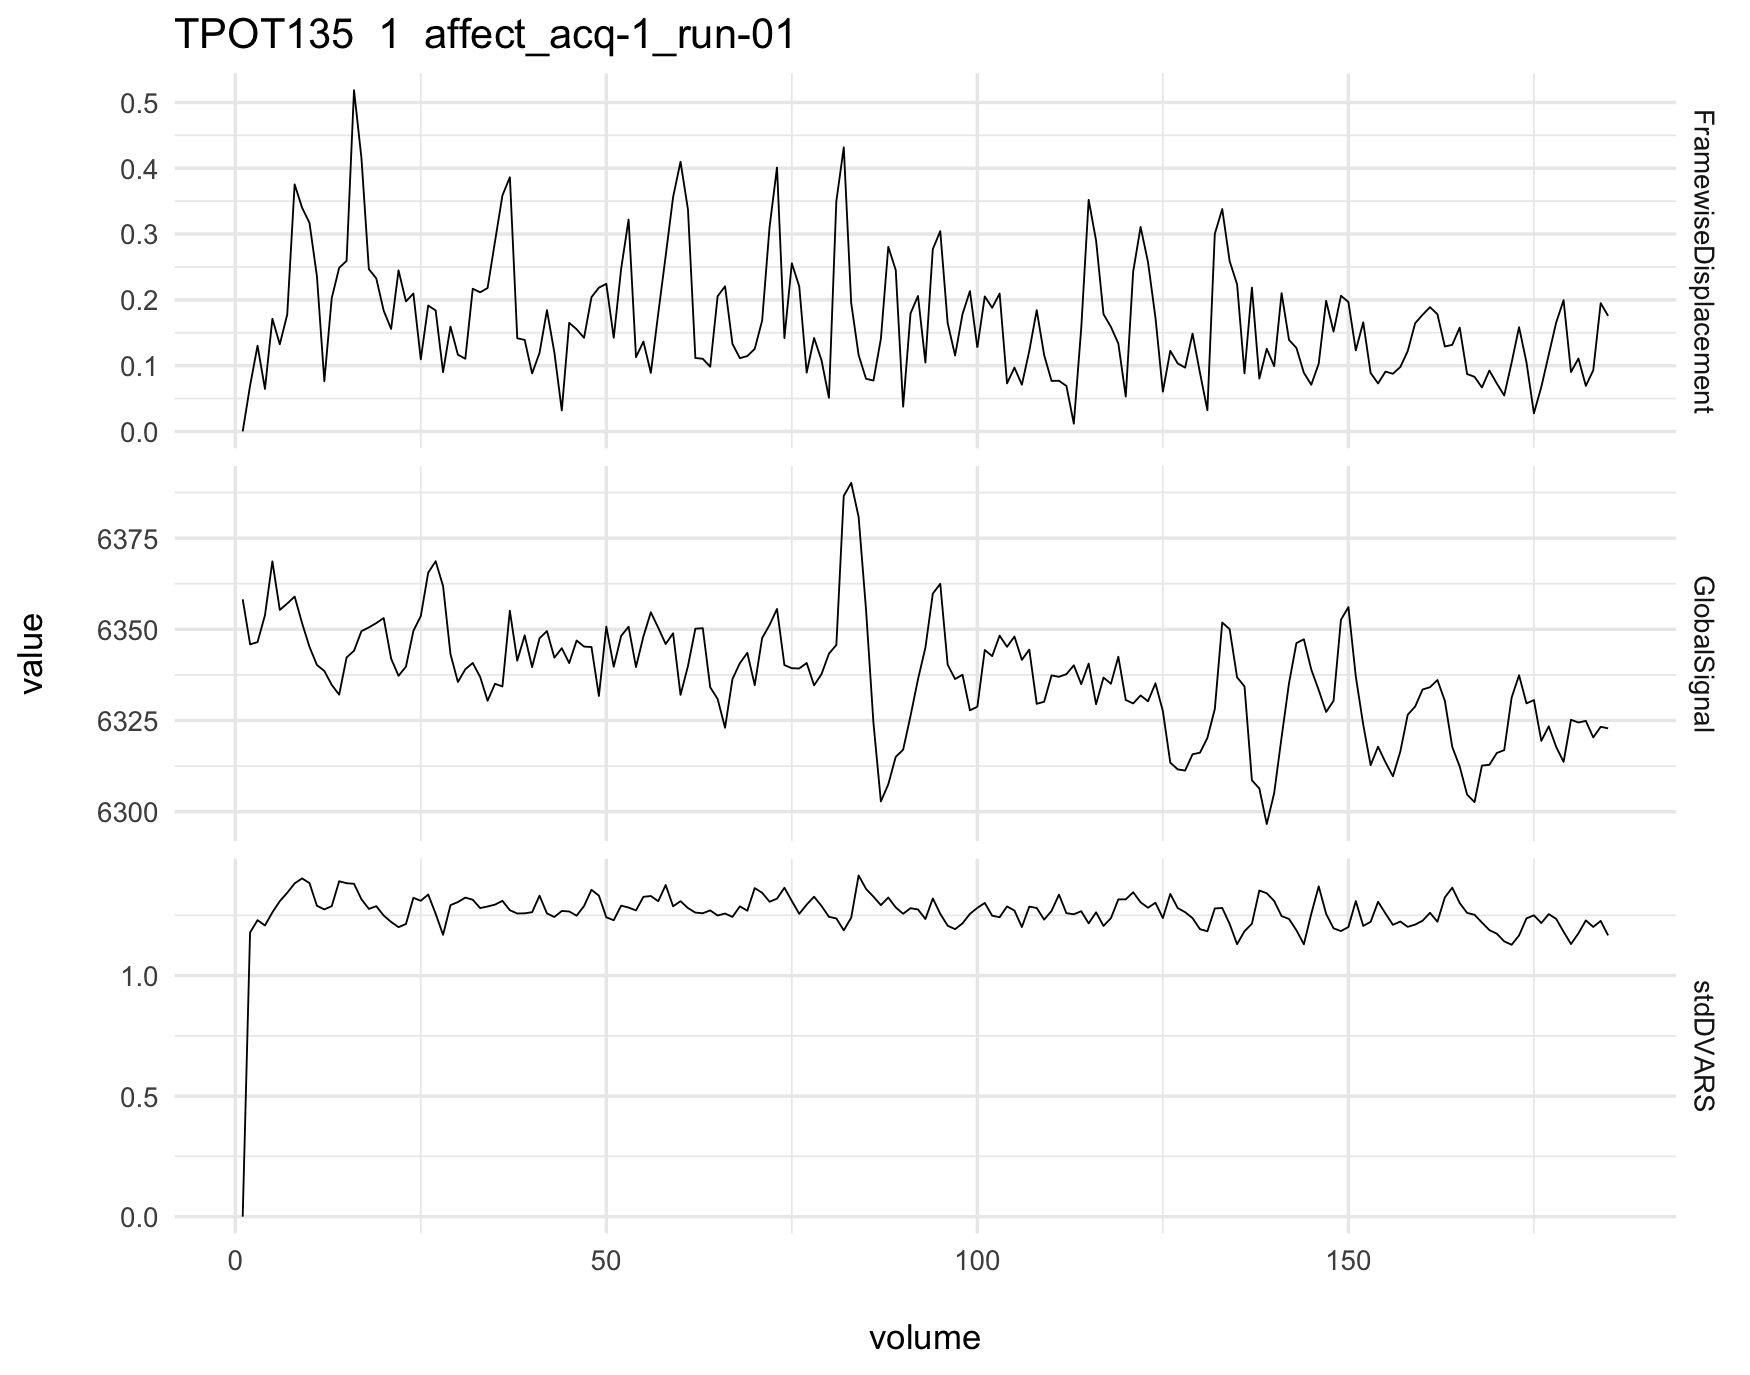 TPOT135  1  affect_acq-1_run-01
0.5
0.4
0.3
0.2
0.1
0.0
FramewiseDisplacement
6375
6350
6325
6300
GlobalSignal
value
1.0
0.5
0.0
stdDVARS
0
50
100
150
volume